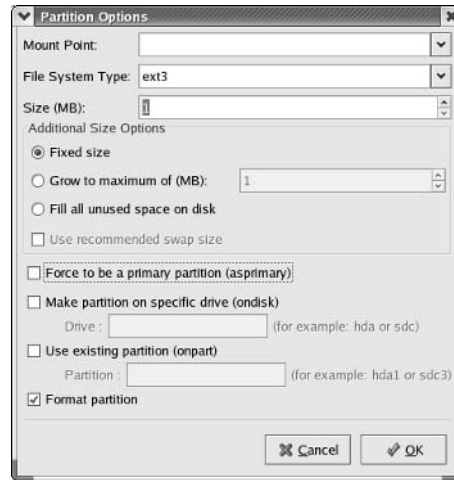 Partition Options
Mount Point:
File System Type: ext3
Size (MB): 1
Additional Size Options
Fixed size
Grow to maximum of (MB): 1
Fill all unused space on disk
Use recommended swap size
Force to be a primary partition (asprimary)
Make partition on specific drive (ondisk)
Drive : (for example: hda or sdc)
Use existing partition (onpart)
Partition : (for example: hda1 or sdc3)
Format partition
Cancel OK